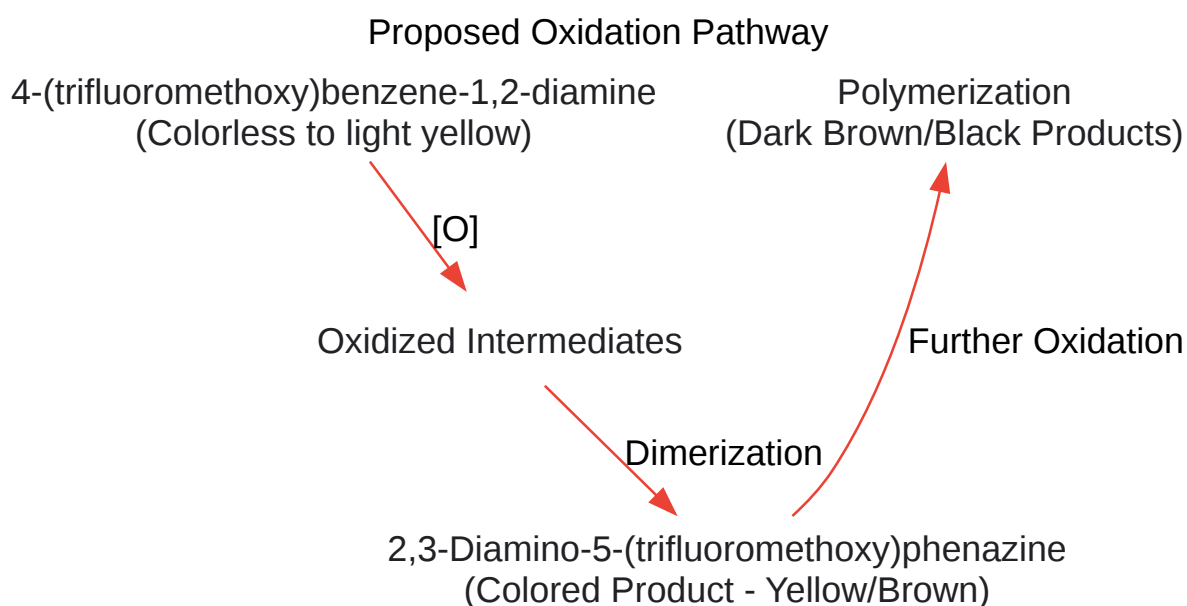 Proposed Oxidation Pathway
4-(trifluoromethoxy)benzene-1,2-diamine
(Colorless to light yellow)
Polymerization
(Dark Brown/Black Products)
[O]
Oxidized Intermediates
Further Oxidation
Dimerization
2,3-Diamino-5-(trifluoromethoxy)phenazine
(Colored Product - Yellow/Brown)